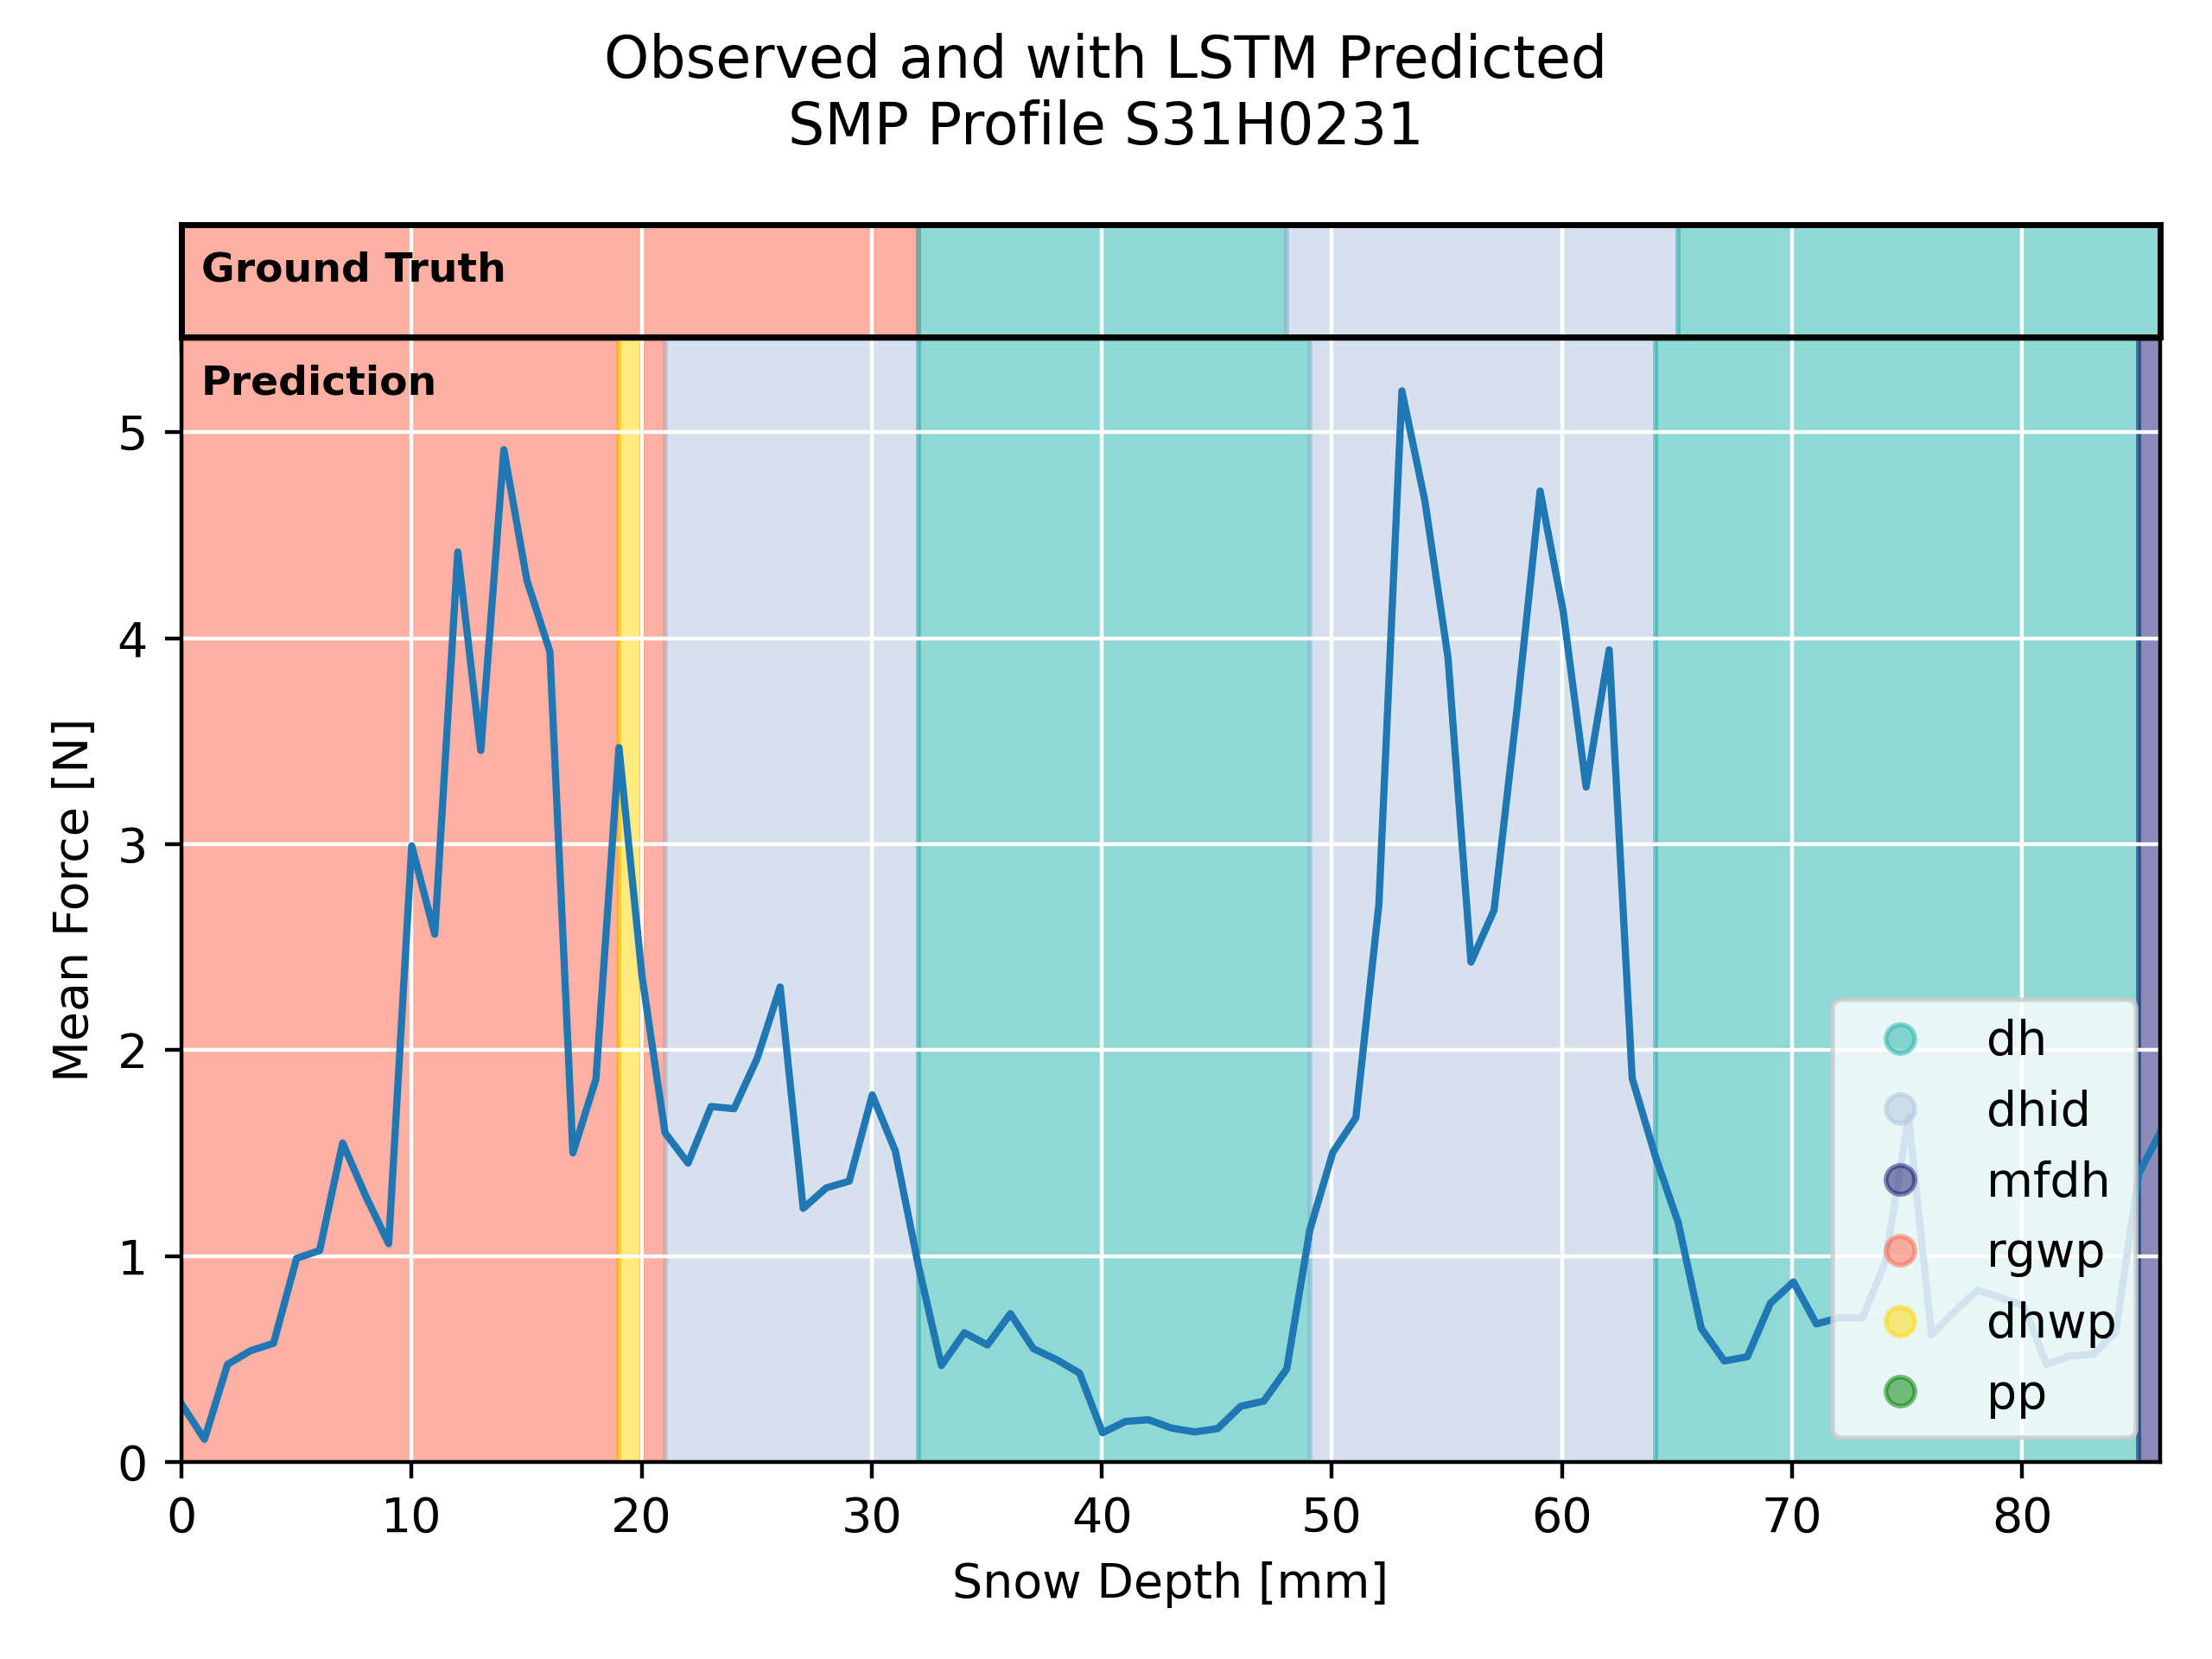 Observed and with LSTM Predicted
SMP Profile S31H0231
Ground Truth
Prediction
5
4
3
2
1
0
Mean Force [N]
dh
dhid
mfdh
rgwp
dhwp
pp
0 10 20 30 40 50 60 70 80
Snow Depth [mm]